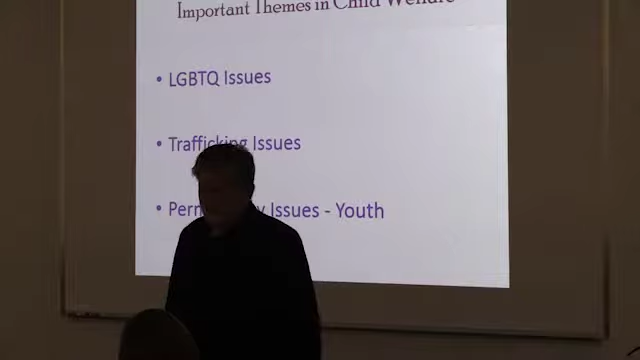 Important Themes in Child Welfare
• LGBTQ Issues
• Trafficking Issues
• Issues - Youth